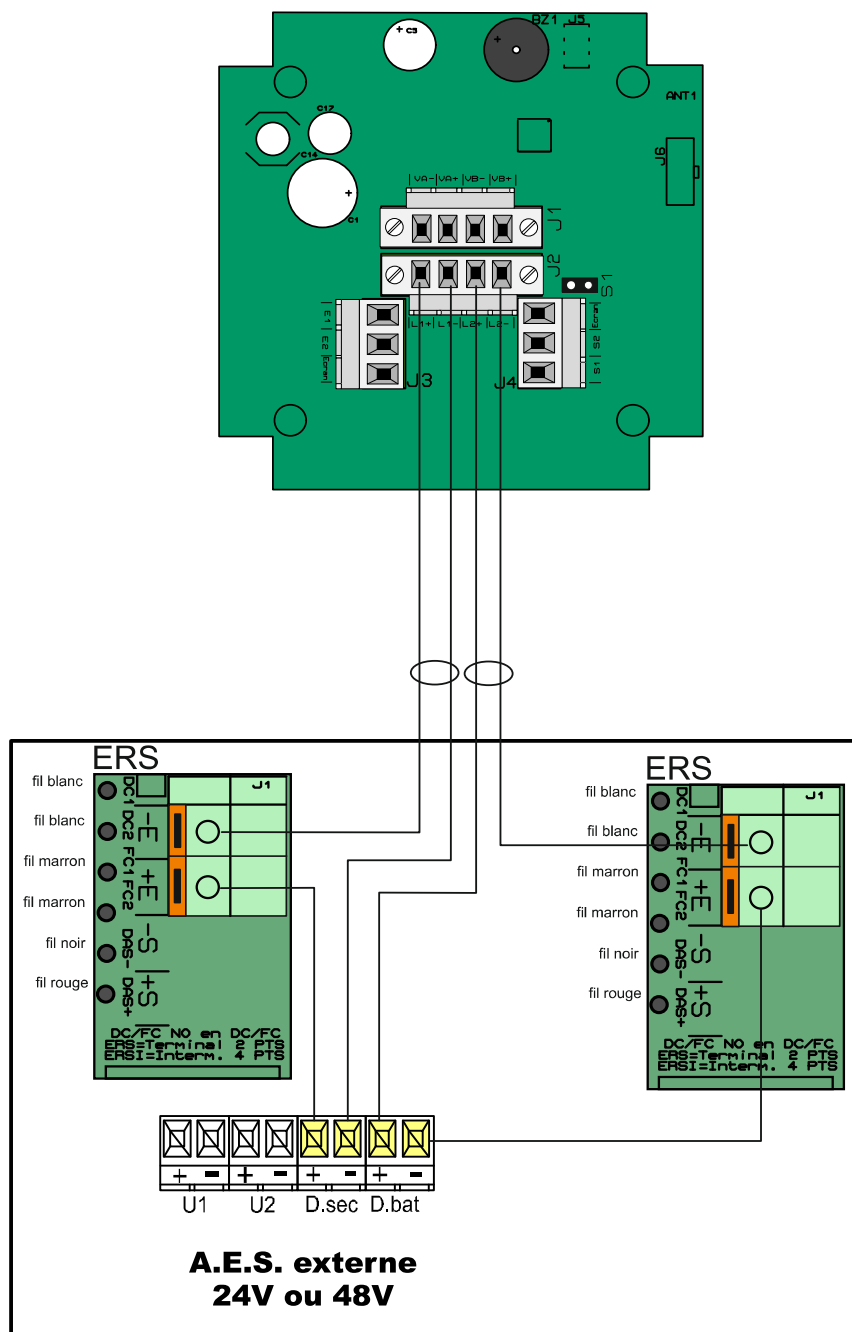 BZ1
J5
+ C3
ANT1
C17
J6
C14
+
C1
VA- | VA+ | VB- | VB+
J1
J2
S1
L1+ | L1- | L2+ | L2-
E1
E2
Ecran
J3
Ecran
S2
S1
J4
ERS
fil blanc
fil blanc
fil marron
fil marron
fil noir
fil rouge
DC1
DC2
FC1
FC2
DAS-
DAS+
-E
+E
-S
+S
J1
DC/FC NO en DC/FC
ERS=Terminal 2 PTS
ERSI=Interm. 4 PTS
ERS
fil blanc
fil blanc
fil marron
fil marron
fil noir
fil rouge
DC1
DC2
FC1
FC2
DAS-
DAS+
-E
+E
-S
+S
J1
DC/FC NO en DC/FC
ERS=Terminal 2 PTS
ERSI=Interm. 4 PTS
+ - + - + - + -
U1 U2 D.sec D.bat
A.E.S. externe
24V ou 48V